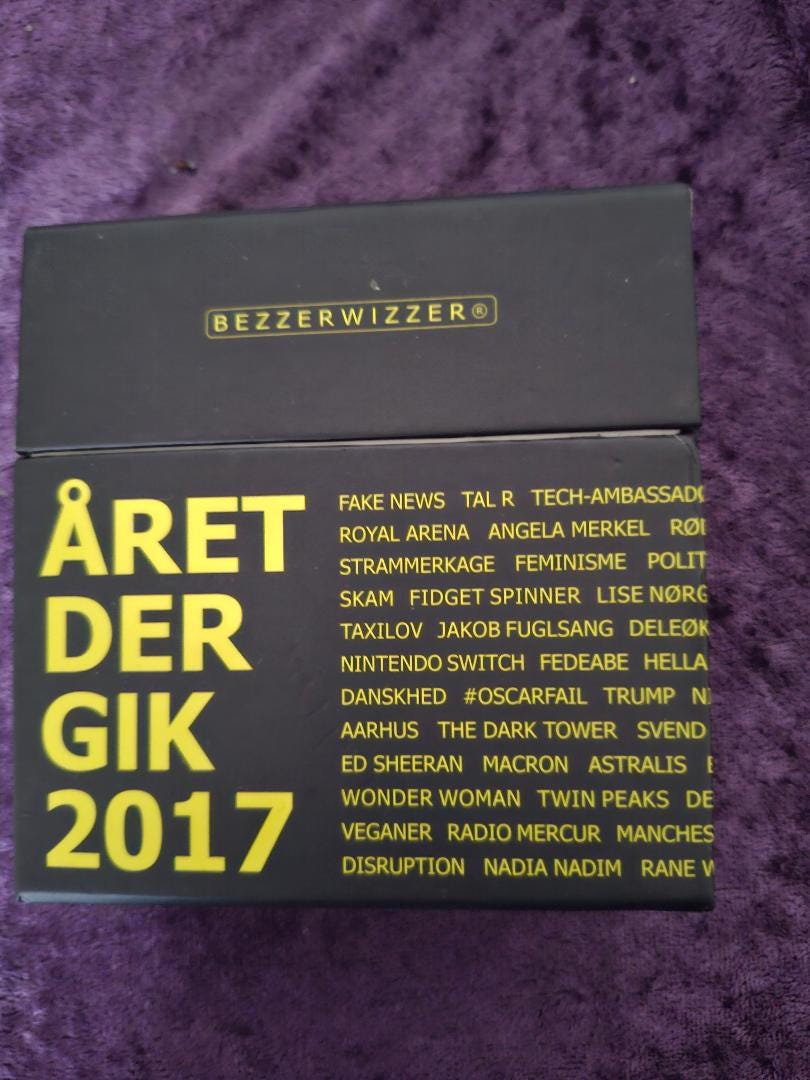 BEZZERWIZZER®
ÅRET
DER
GIK
2017
FAKE NEWS TAL R
ROYAL ARENA ANGELA MERKEL
STRAMMERKAGE FEMINISME
SKAM FIDGET SPINNER LISE
TAXILOV JAKOB FUGLSANG
NINTENDO SWITCH FEDEABE
DANSKHED #OSCARFAIL TRUMP
AARHUS THE DARK TOWER SVEND
ED SHEERAN MACRON ASTRALIS
WONDER WOMAN TWIN PEAKS
VEGANER RADIO MERCUR
DISRUPTION NADIA NADIM RANE